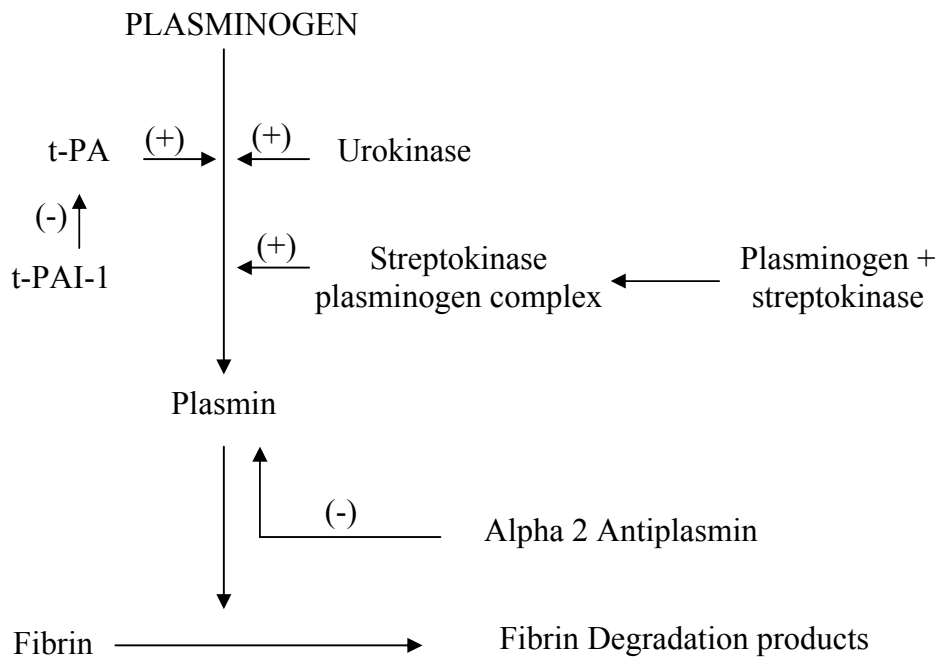 PLASMINOGEN
(+)
(+)
t-PA
Urokinase
(-)
(+)
t-PAI-1
Streptokinase
plasminogen complex
Plasminogen +
streptokinase
Plasmin
(-)
Alpha 2 Antiplasmin
Fibrin
Fibrin Degradation products